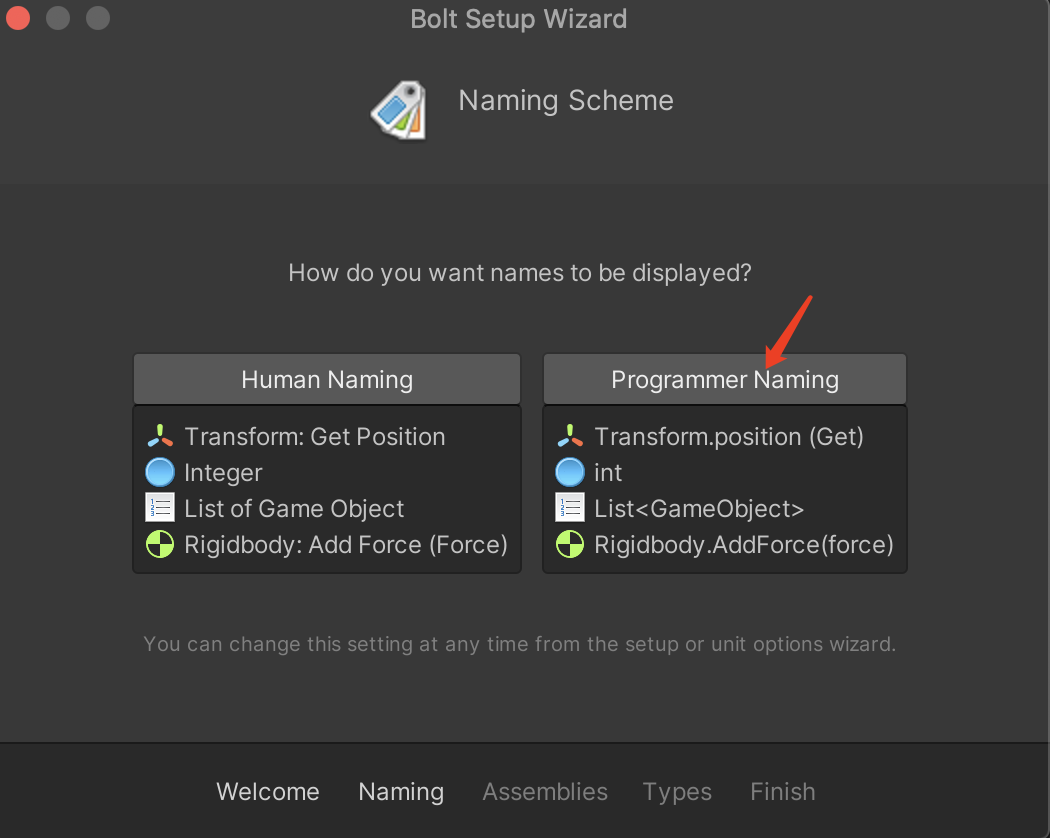 Bolt Setup Wizard
Naming Scheme
How do you want names to be displayed?
Human Naming
Transform: Get Position
Integer
List of Game Object
Rigidbody: Add Force (Force)
Programmer Naming
Transform.position (Get)
int
List<GameObject>
Rigidbody.AddForce(force)
You can change this setting at any time from the setup or unit options wizard.
Welcome Naming Assemblies Types Finish